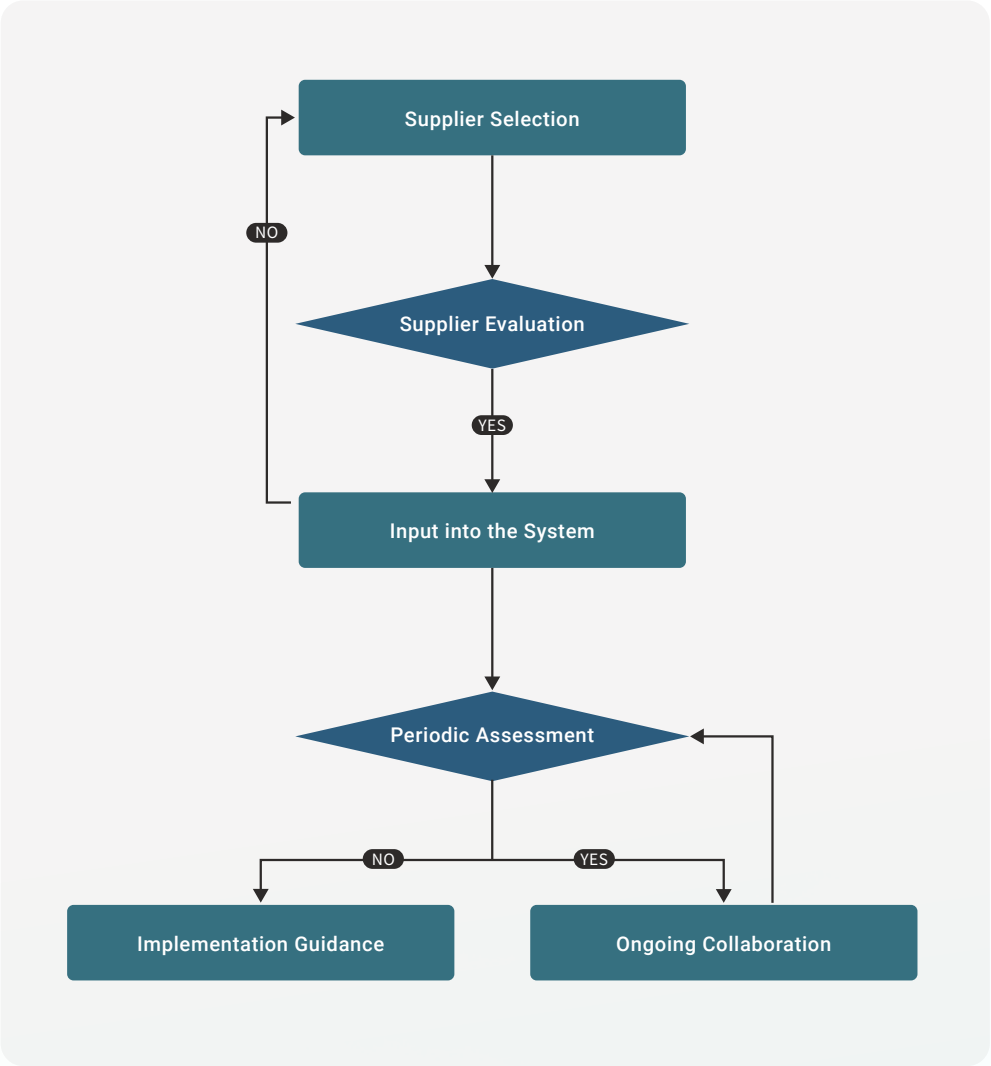 Supplier Selection
NO
Supplier Evaluation
YES
Input into the System
Periodic Assessment
NO
YES
Implementation Guidance
Ongoing Collaboration